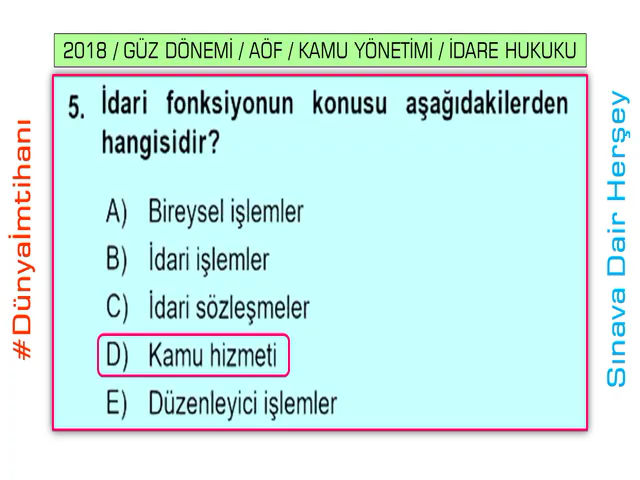 2018 / GÜZ DÖNEMİ / AÖF / KAMU YÖNETİMİ / İDARE HUKUKU
#Dünyaİmtihanı
5. İdari fonksiyonun konusu aşağıdakilerden
hangisidir?
A) Bireysel işlemler
B) İdari işlemler
C) İdari sözleşmeler
D) Kamu hizmeti
E) Düzenleyici işlemler
Sınava Dair Herşey